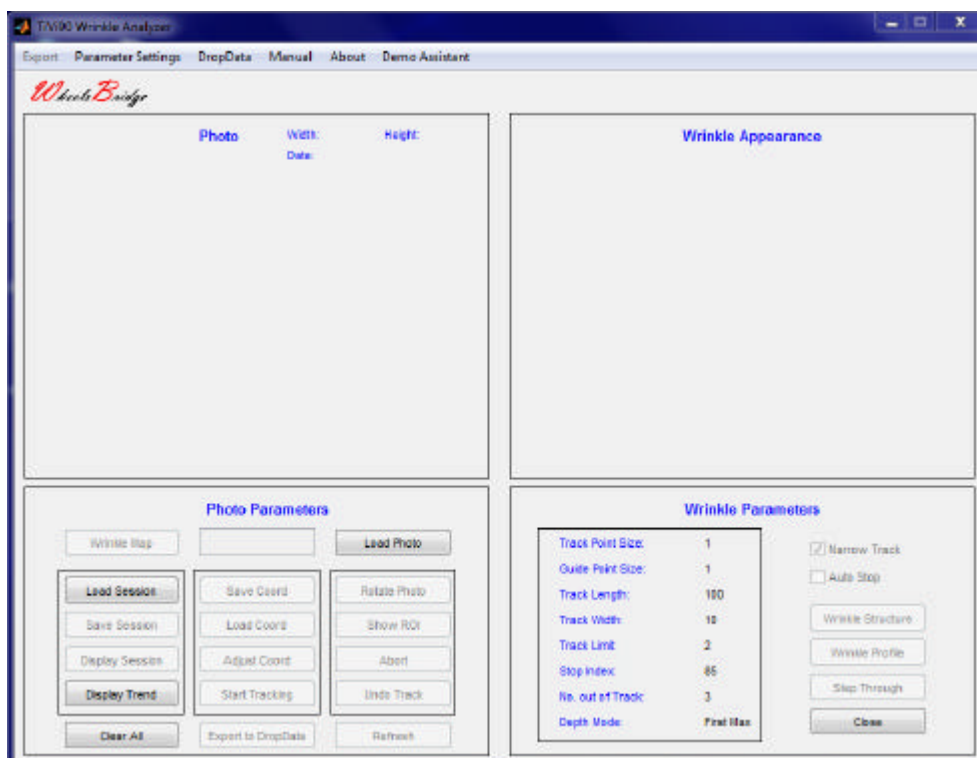 TiVi90 Wrinkle Analyzer
Export Parameter Settings DropData Manual About Demo Assistant
WheelsBridge
Photo Width: Height:
Date:
Wrinkle Appearance
Photo Parameters
Wrinkle Map Load Photo
Load Session Save Coord Rotate Photo
Save Session Load Coord Show ROI
Display Session Adjust Coord Abort
Display Trend Start Tracking Undo Track
Clear All Export to DropData Refresh
Wrinkle Parameters
Track Point Size: 1
Guide Point Size: 1
Track Length: 100
Track Width: 10
Track Limit: 2
Stop Index: 85
No. out of Track: 3
Depth Mode: First Max
Narrow Track
Auto Stop
Wrinkle Structure
Wrinkle Profile
Step Through
Close